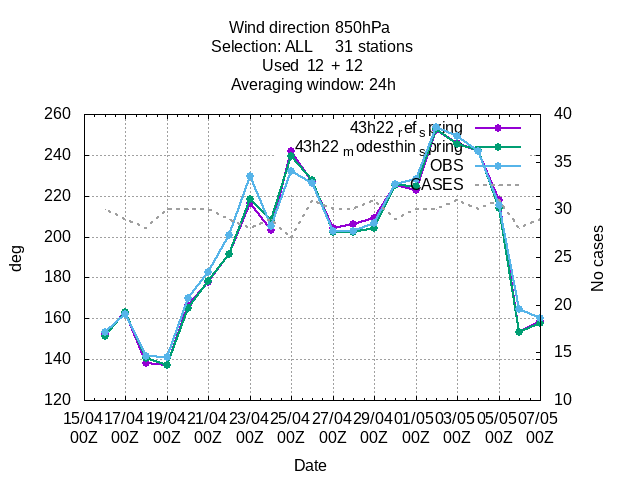 Wind direction 850hPa
Selection: ALL     31 stations
Used  12 + 12
Averaging window: 24h
260
240
220
200
180
160
140
120
40
35
30
25
20
15
10
deg
No cases
43h22_ref_spring
43h22_modesthin_spring
OBS
CASES
15/04 17/04 19/04 21/04 23/04 25/04 27/04 29/04 01/05 03/05 05/05 07/05
00Z 00Z 00Z 00Z 00Z 00Z 00Z 00Z 00Z 00Z 00Z 00Z
Date